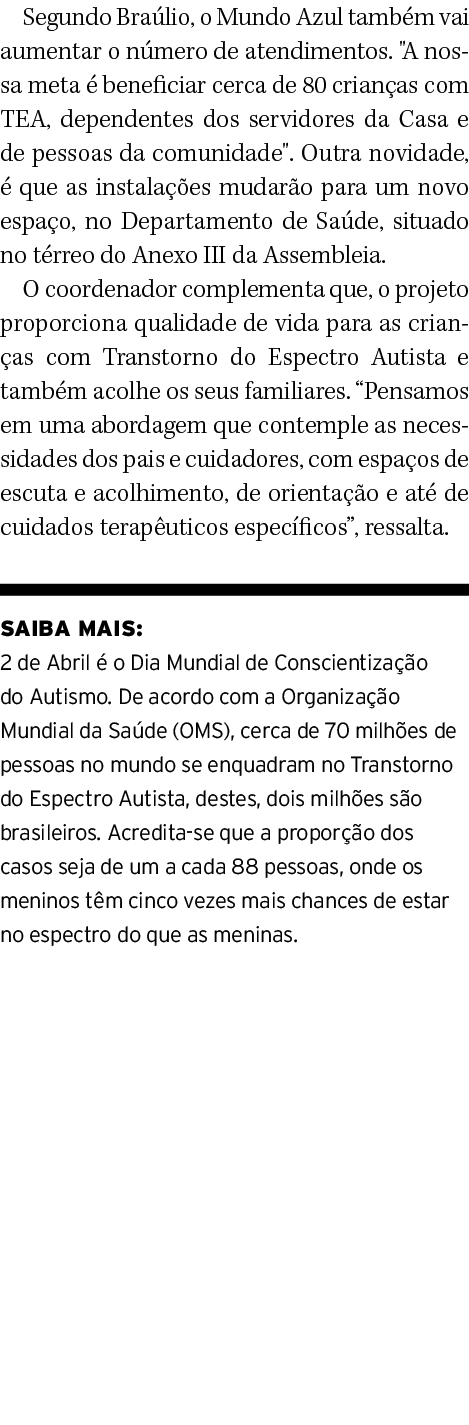 Segundo Braúlio, o Mundo Azul também vai
aumentar o número de atendimentos. "A nos-
sa meta é beneficiar cerca de 80 crianças com
TEA, dependentes dos servidores da Casa e
de pessoas da comunidade". Outra novidade,
é que as instalações mudarão para um novo
espaço, no Departamento de Saúde, situado
no térreo do Anexo III da Assembleia.
O coordenador complementa que, o projeto
proporciona qualidade de vida para as crian-
ças com Transtorno do Espectro Autista e
também acolhe os seus familiares. “Pensamos
em uma abordagem que contemple as neces-
sidades dos pais e cuidadores, com espaços de
escuta e acolhimento, de orientação e até de
cuidados terapêuticos específicos”, ressalta.
SAIBA MAIS:
2 de Abril é o Dia Mundial de Conscientização
do Autismo. De acordo com a Organização
Mundial da Saúde (OMS), cerca de 70 milhões de
pessoas no mundo se enquadram no Transtorno
do Espectro Autista, destes, dois milhões são
brasileiros. Acredita-se que a proporção dos
casos seja de um a cada 88 pessoas, onde os
meninos têm cinco vezes mais chances de estar
no espectro do que as meninas.